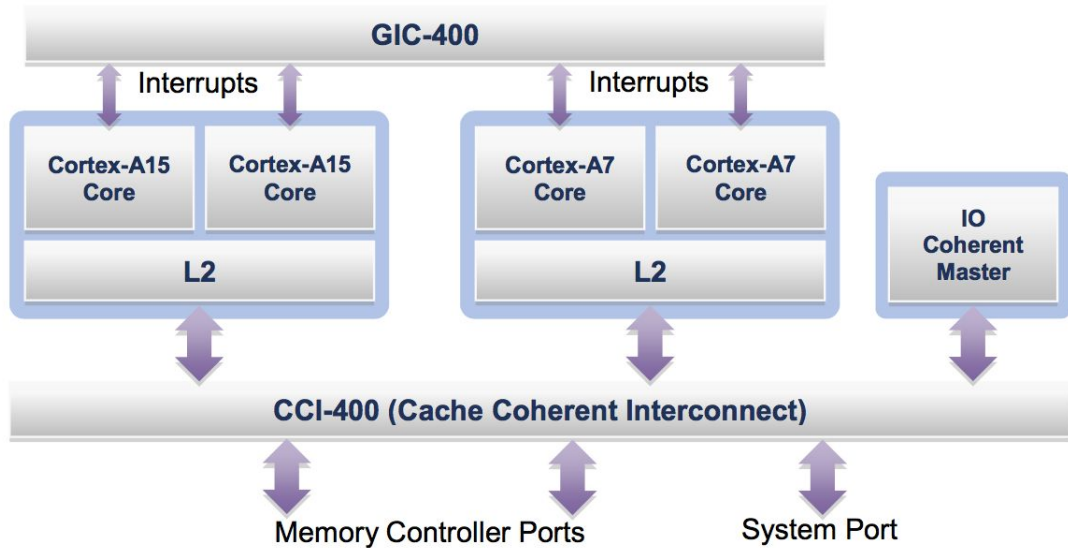 GIC-400
Interrupts
Interrupts
Cortex-A15
Core
Cortex-A15
Core
Cortex-A7
Core
Cortex-A7
Core
L2
L2
IO
Coherent
Master
CCI-400 (Cache Coherent Interconnect)
Memory Controller Ports
System Port